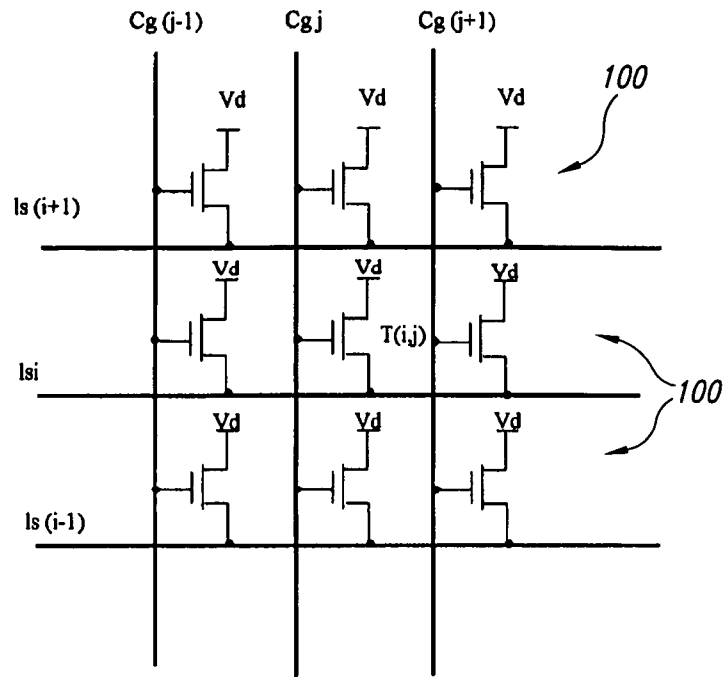 Cg (j-1) Cg j Cg (j+1)
100
Vd Vd Vd
ls (i+1)
Vd Vd Vd
T(i,j)
lsi
100
Vd Vd Vd
ls (i-1)